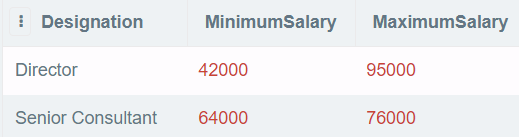 Designation MinimumSalary MaximumSalary
Director 42000 95000
Senior Consultant 64000 76000